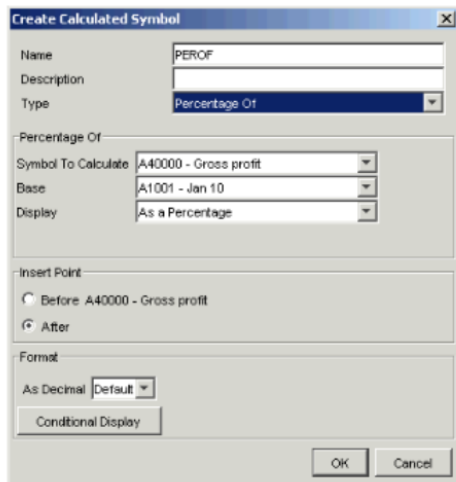 Create Calculated Symbol
Name PEROF
Description
Type Percentage Of
Percentage Of
Symbol To Calculate A40000 - Gross profit
Base A1001 - Jan 10
Display As a Percentage
Insert Point
Before A40000 - Gross profit
After
Format
As Decimal Default
Conditional Display
OK Cancel